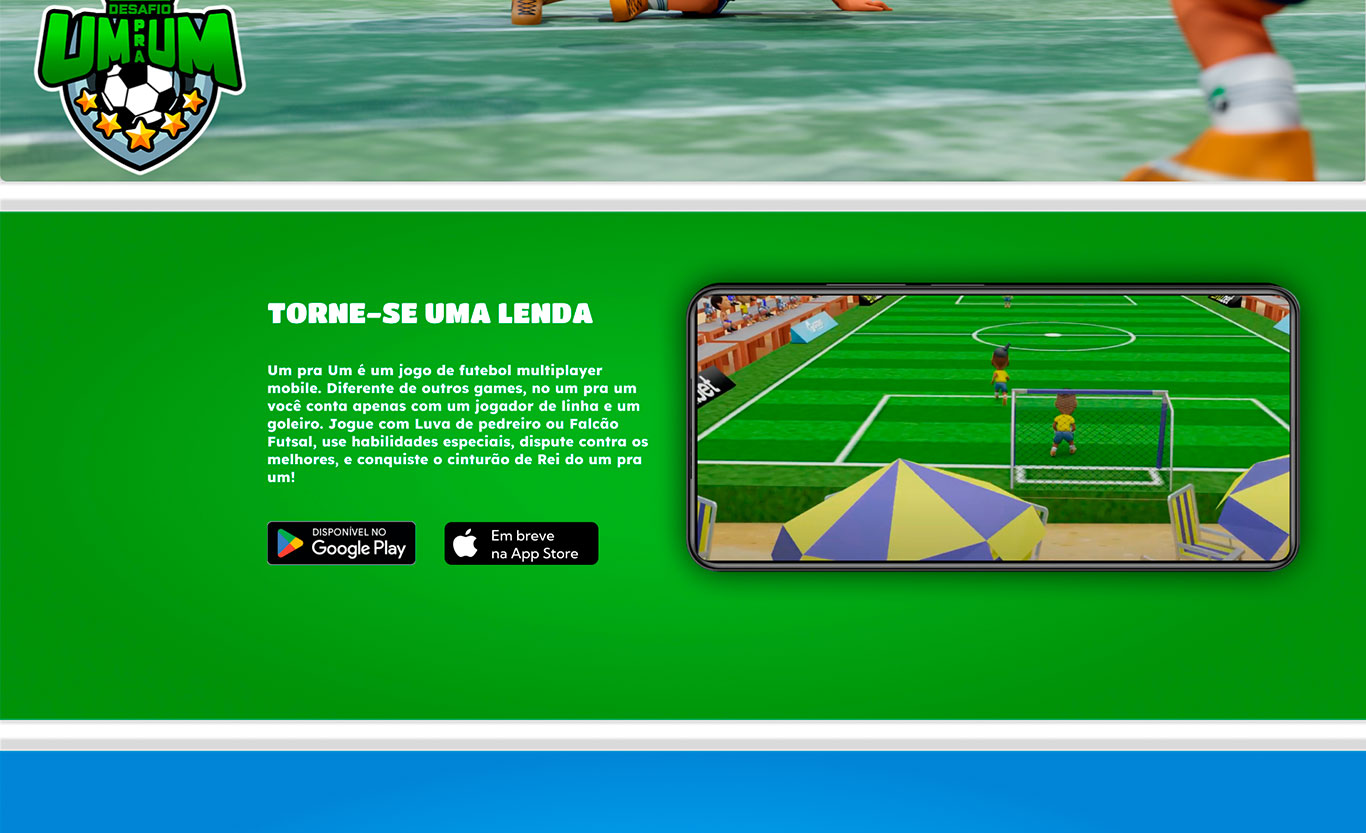 DESAFIO
UM PRA UM
TORNE-SE UMA LENDA
Um pra Um é um jogo de futebol multiplayer
mobile. Diferente de outros games, no um pra um
você conta apenas com um jogador de linha e um
goleiro. Jogue com Luva de pedreiro ou Falcão
Futsal, use habilidades especiais, dispute contra os
melhores, e conquiste o cinturão de Rei do um pra
um!
DISPONÍVEL NO
Google Play
Em breve
na App Store